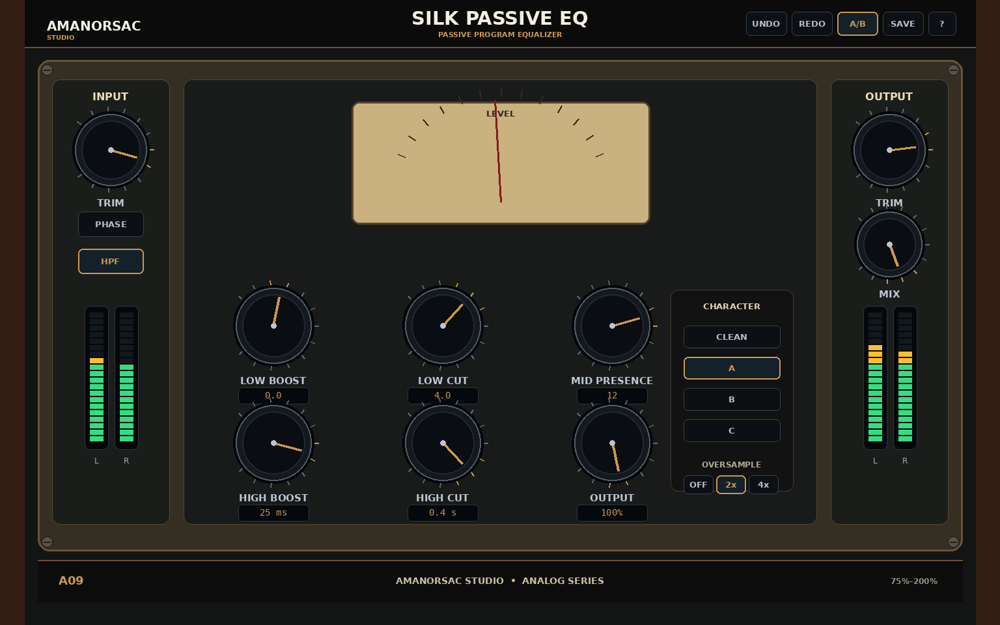 AMANORSAC
STUDIO
SILK PASSIVE EQ
PASSIVE PROGRAM EQUALIZER
UNDO REDO A/B SAVE ?
INPUT
TRIM
PHASE
HPF
L R
LEVEL
LOW BOOST LOW CUT MID PRESENCE
0.0 4.0 12
HIGH BOOST HIGH CUT OUTPUT
25 ms 0.4 s 100%
CHARACTER
CLEAN
A
B
C
OVERSAMPLE
OFF 2x 4x
OUTPUT
TRIM
MIX
L R
A09
AMANORSAC STUDIO • ANALOG SERIES
75%–200%